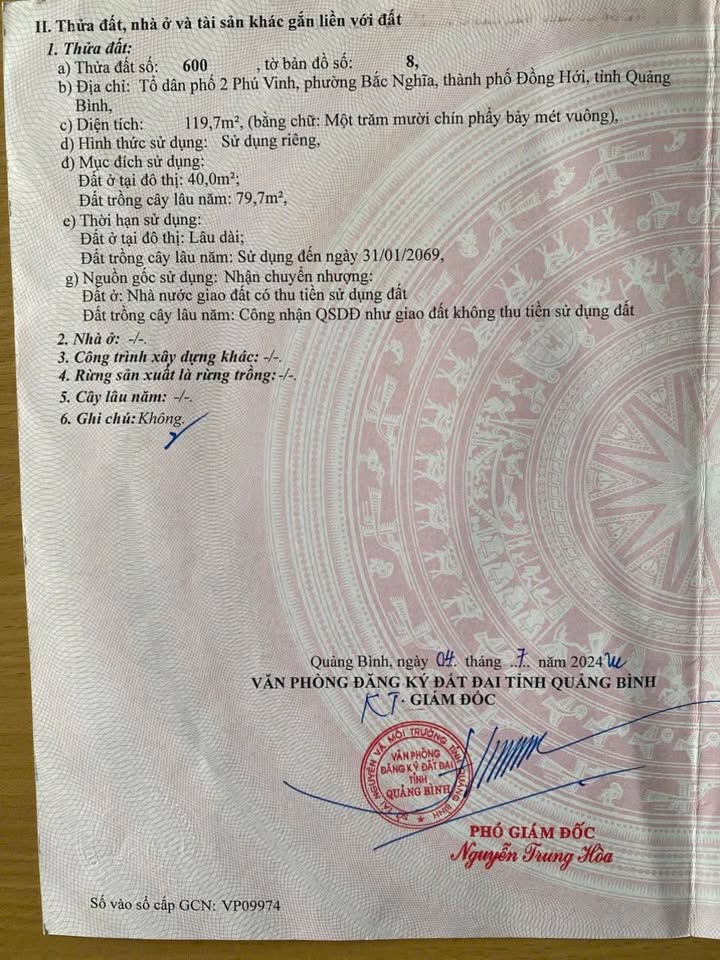 II. Thửa đất, nhà ở và tài sản khác gắn liền với đất
1. Thửa đất:
a) Thửa đất số: 600 , tờ bản đồ số: 8,
b) Địa chỉ: Tổ dân phố 2 Phú Vinh, phường Bắc Nghĩa, thành phố Đồng Hới, tỉnh Quảng
Bình,
c) Diện tích: 119,7m², (bằng chữ: Một trăm mười chín phẩy bảy mét vuông),
d) Hình thức sử dụng: Sử dụng riêng,
đ) Mục đích sử dụng:
Đất ở tại đô thị: 40,0m²;
Đất trồng cây lâu năm: 79,7m²,
e) Thời hạn sử dụng:
Đất ở tại đô thị: Lâu dài;
Đất trồng cây lâu năm: Sử dụng đến ngày 31/01/2069,
g) Nguồn gốc sử dụng: Nhận chuyển nhượng:
Đất ở: Nhà nước giao đất có thu tiền sử dụng đất
Đất trồng cây lâu năm: Công nhận QSDĐ như giao đất không thu tiền sử dụng đất
2. Nhà ở: -/-.
3. Công trình xây dựng khác: -/-.
4. Rừng sản xuất là rừng trồng: -/-.
5. Cây lâu năm: -/-.
6. Ghi chú: Không.
Quảng Bình, ngày 04. tháng ..7. năm 2024
VĂN PHÒNG ĐĂNG KÝ ĐẤT ĐAI TỈNH QUẢNG BÌNH
KT. GIÁM ĐỐC
SỞ TÀI NGUYÊN VÀ MÔI TRƯỜNG TỈNH QUẢNG BÌNH
VĂN PHÒNG
ĐĂNG KÝ ĐẤT ĐAI
TỈNH
QUẢNG BÌNH
PHÓ GIÁM ĐỐC
Nguyễn Trung Hòa
Số vào sổ cấp GCN: VP09974